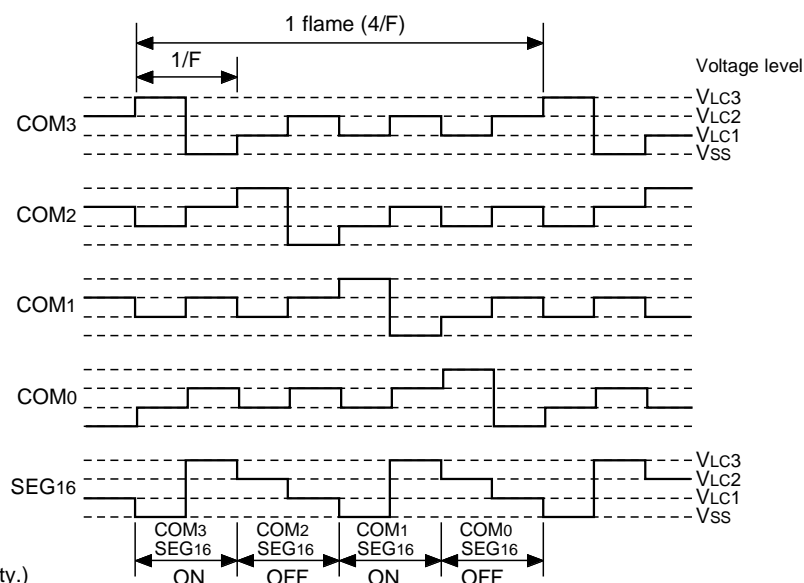 1 flame (4/F)
1/F
Voltage level
VLC3
VLC2
VLC1
VSS
COM3
COM2
COM1
COM0
SEG16
VLC3
VLC2
VLC1
VSS
COM3 COM2 COM1 COM0
SEG16 SEG16 SEG16 SEG16
ON OFF ON OFF
ty.)